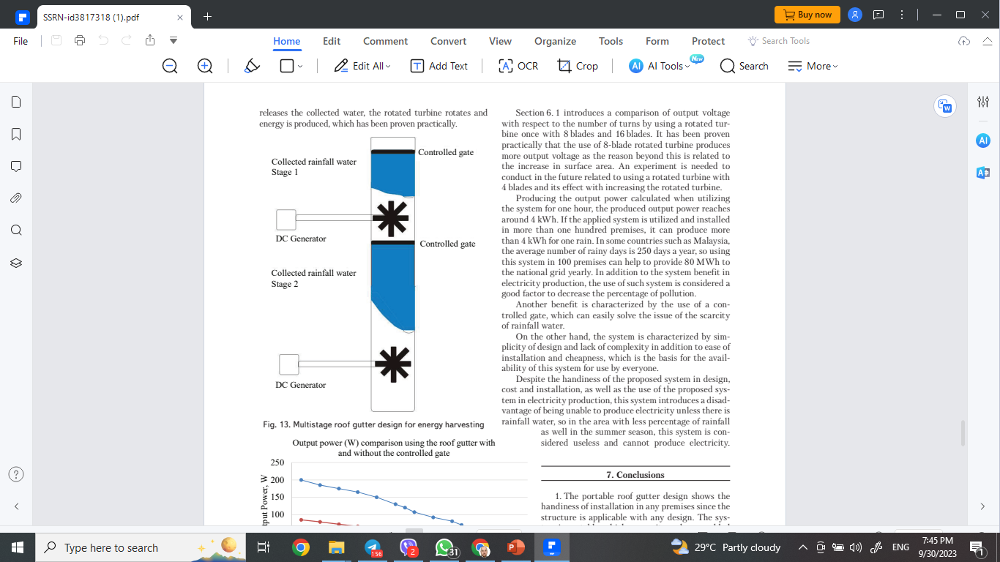 SSRN-id3817318 (1).pdf
Buy now
File
Home
Edit
Comment
Convert
View
Organize
Tools
Form
Protect
Search Tools
Edit All
Add Text
OCR
Crop
AI Tools
New
Search
More
releases the collected water, the rotated turbine rotates and
energy is produced, which has been proven practically.
Controlled gate
Collected rainfall water
Stage 1
DC Generator
Controlled gate
Collected rainfall water
Stage 2
DC Generator
Fig. 13. Multistage roof gutter design for energy harvesting
Output power (W) comparison using the roof gutter with
and without the controlled gate
250
200
150
100
Power, W
Section 6. 1 introduces a comparison of output voltage
with respect to the number of turns by using a rotated tur-
bine once with 8 blades and 16 blades. It has been proven
practically that the use of 8-blade rotated turbine produces
more output voltage as the reason beyond this is related to
the increase in surface area. An experiment is needed to
conduct in the future related to using a rotated turbine with
4 blades and its effect with increasing the rotated turbine.
Producing the output power calculated when utilizing
the system for one hour, the produced output power reaches
around 4 kWh. If the applied system is utilized and installed
in more than one hundred premises, it can produce more
than 4 kWh for one rain. In some countries such as Malaysia,
the average number of rainy days is 250 days a year, so using
this system in 100 premises can help to provide 80 MWh to
the national grid yearly. In addition to the system benefit in
electricity production, the use of such system is considered a
good factor to decrease the percentage of pollution.
Another benefit is characterized by the use of a con-
trolled gate, which can easily solve the issue of the scarcity
of rainfall water.
On the other hand, the system is characterized by sim-
plicity of design and lack of complexity in addition to ease of
installation and cheapness, which is the basis for the avail-
ability of this system for use by everyone.
Despite the handiness of the proposed system in design,
cost and installation, as well as the use of the proposed sys-
tem in electricity production, this system introduces a disad-
vantage of being unable to produce electricity unless there is
rainfall water, so in the area with less percentage of rainfall
as well in the summer season, this system is con-
sidered useless and cannot produce electricity.
7. Conclusions
1. The portable roof gutter design shows the
handiness of installation in any premises since the
structure is applicable with any design. The sys-
Type here to search
156
2
31
29°C Partly cloudy
ENG
7:45 PM
9/30/2023
1